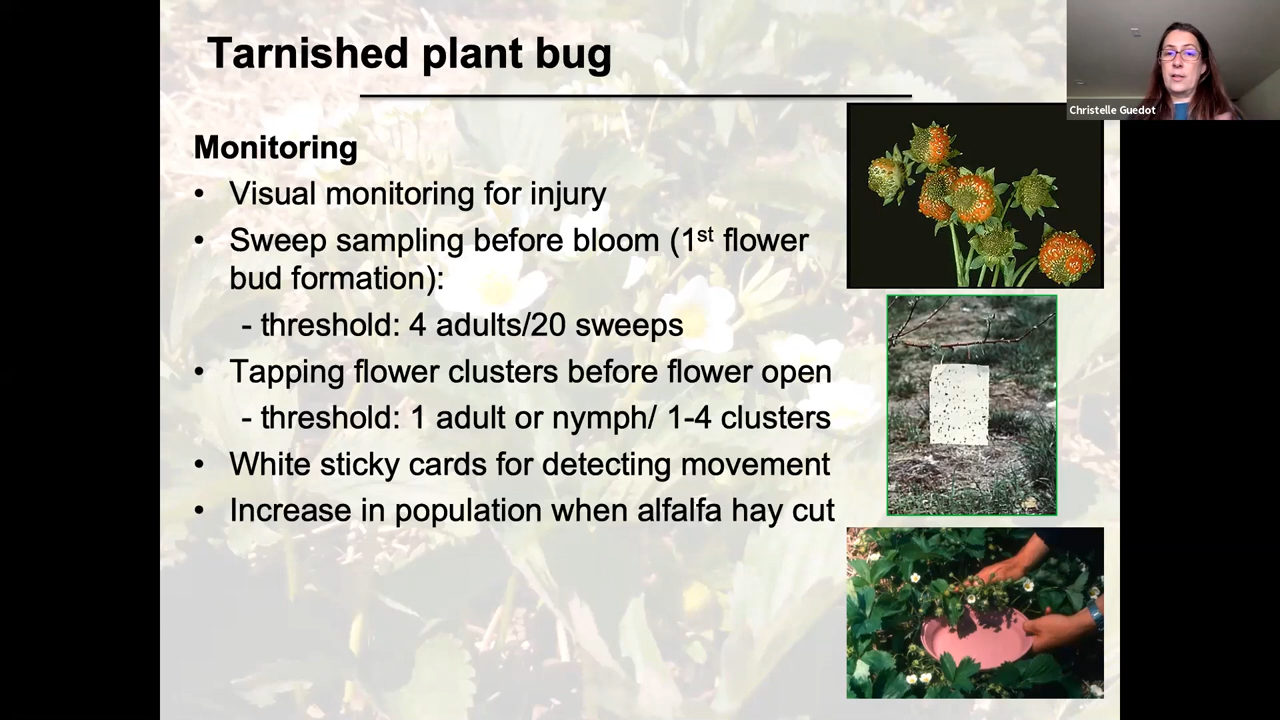 Tarnished plant bug
Christelle Guedot
Monitoring
• Visual monitoring for injury
• Sweep sampling before bloom (1st flower
bud formation):
- threshold: 4 adults/20 sweeps
• Tapping flower clusters before flower open
- threshold: 1 adult or nymph/ 1-4 clusters
• White sticky cards for detecting movement
• Increase in population when alfalfa hay cut